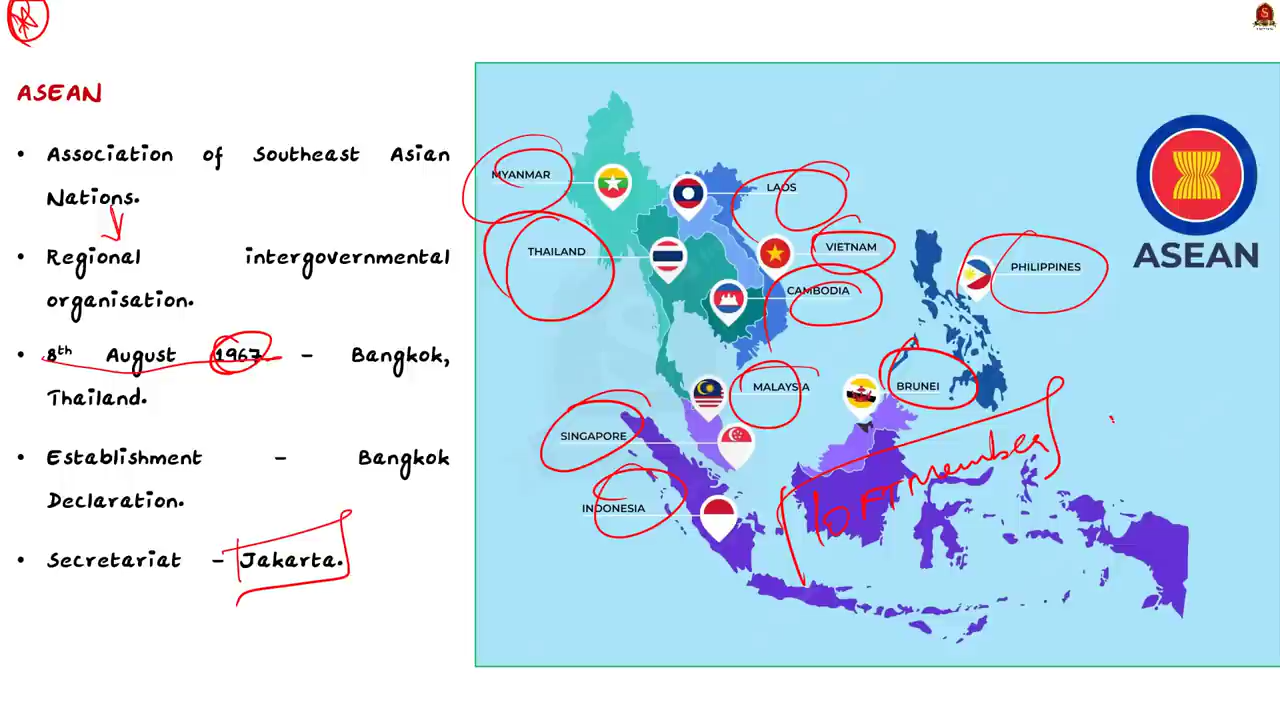 ASEAN
• Association of Southeast Asian
Nations.
• Regional intergovernmental
organisation.
• 8th August 1967 - Bangkok,
Thailand.
• Establishment - Bangkok
Declaration.
• Secretariat - Jakarta.
MYANMAR
LAOS
THAILAND
VIETNAM
CAMBODIA
PHILIPPINES
MALAYSIA
BRUNEI
SINGAPORE
INDONESIA
ASEAN
10 member